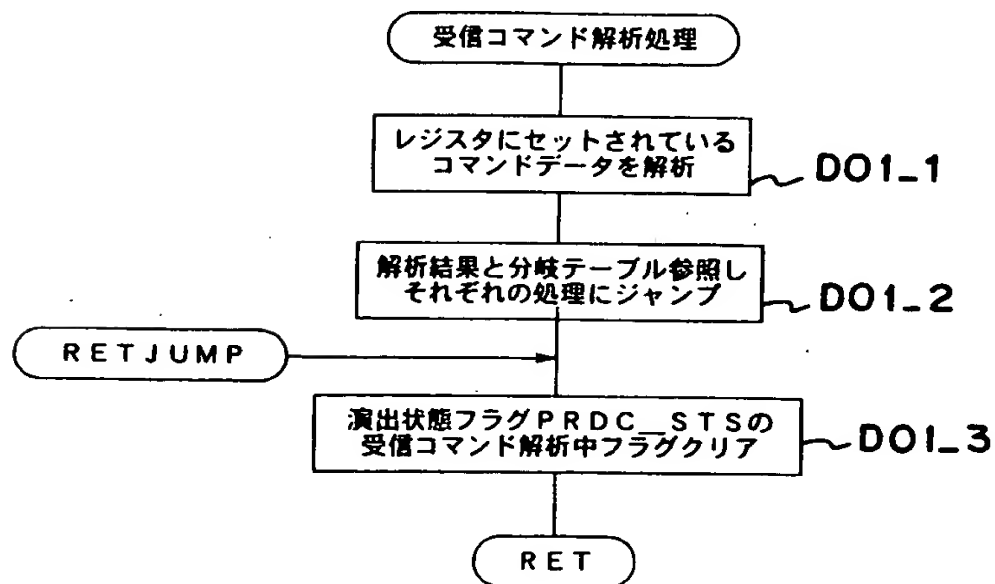 受信コマンド解析処理
レジスタにセットされている
コマンドデータを解析
DO1_1
解析結果と分岐テーブル参照し
それぞれの処理にジャンプ
DO1_2
RETJUMP
演出状態フラグPRDC_STSの
受信コマンド解析中フラグクリア
DO1_3
RET